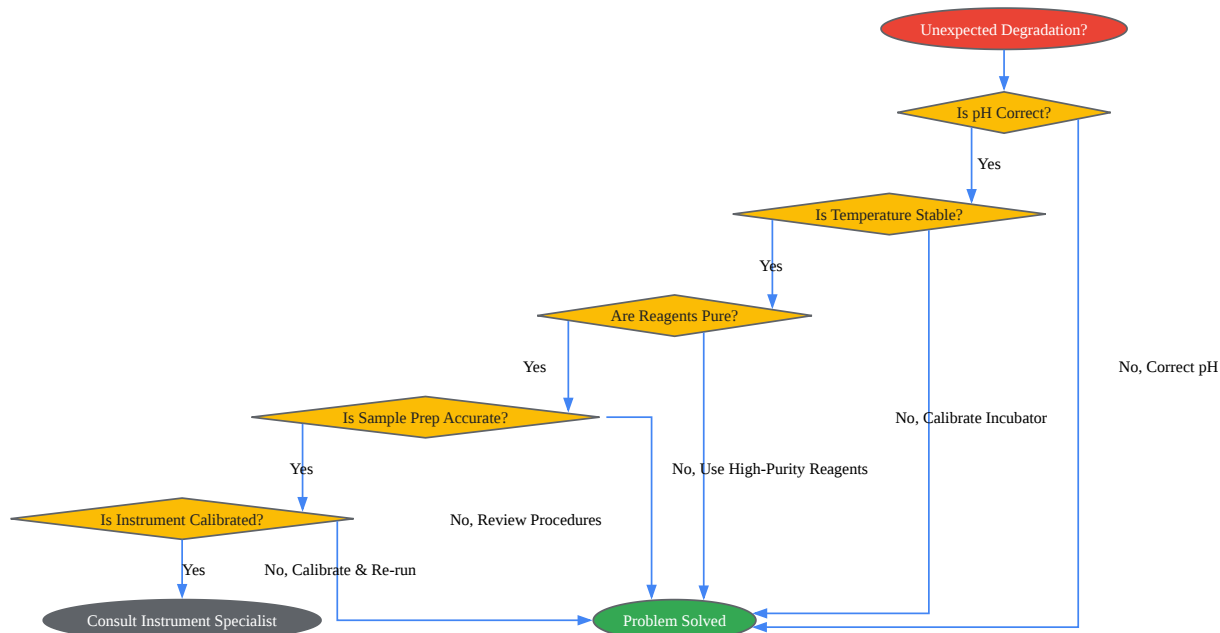 Unexpected Degradation?
Is pH Correct?
Yes
Is Temperature Stable?
Yes
Are Reagents Pure?
Yes
No, Correct pH
Is Sample Prep Accurate?
No, Calibrate Incubator
Yes
No, Use High-Purity Reagents
Is Instrument Calibrated?
No, Review Procedures
Yes
No, Calibrate & Re-run
Consult Instrument Specialist
Problem Solved